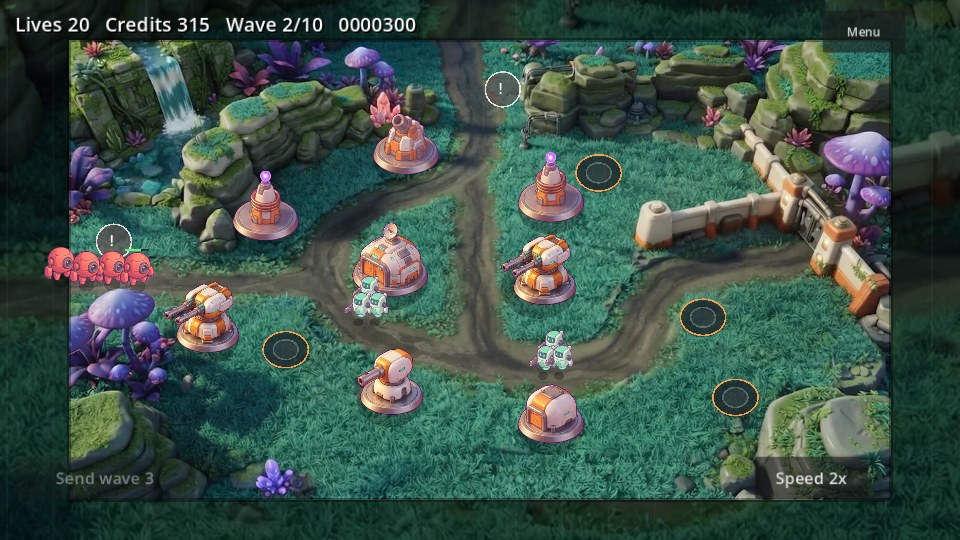 Lives 20 Credits 315 Wave 2/10 0000300
Menu
!
!
Send wave 3
Speed 2x